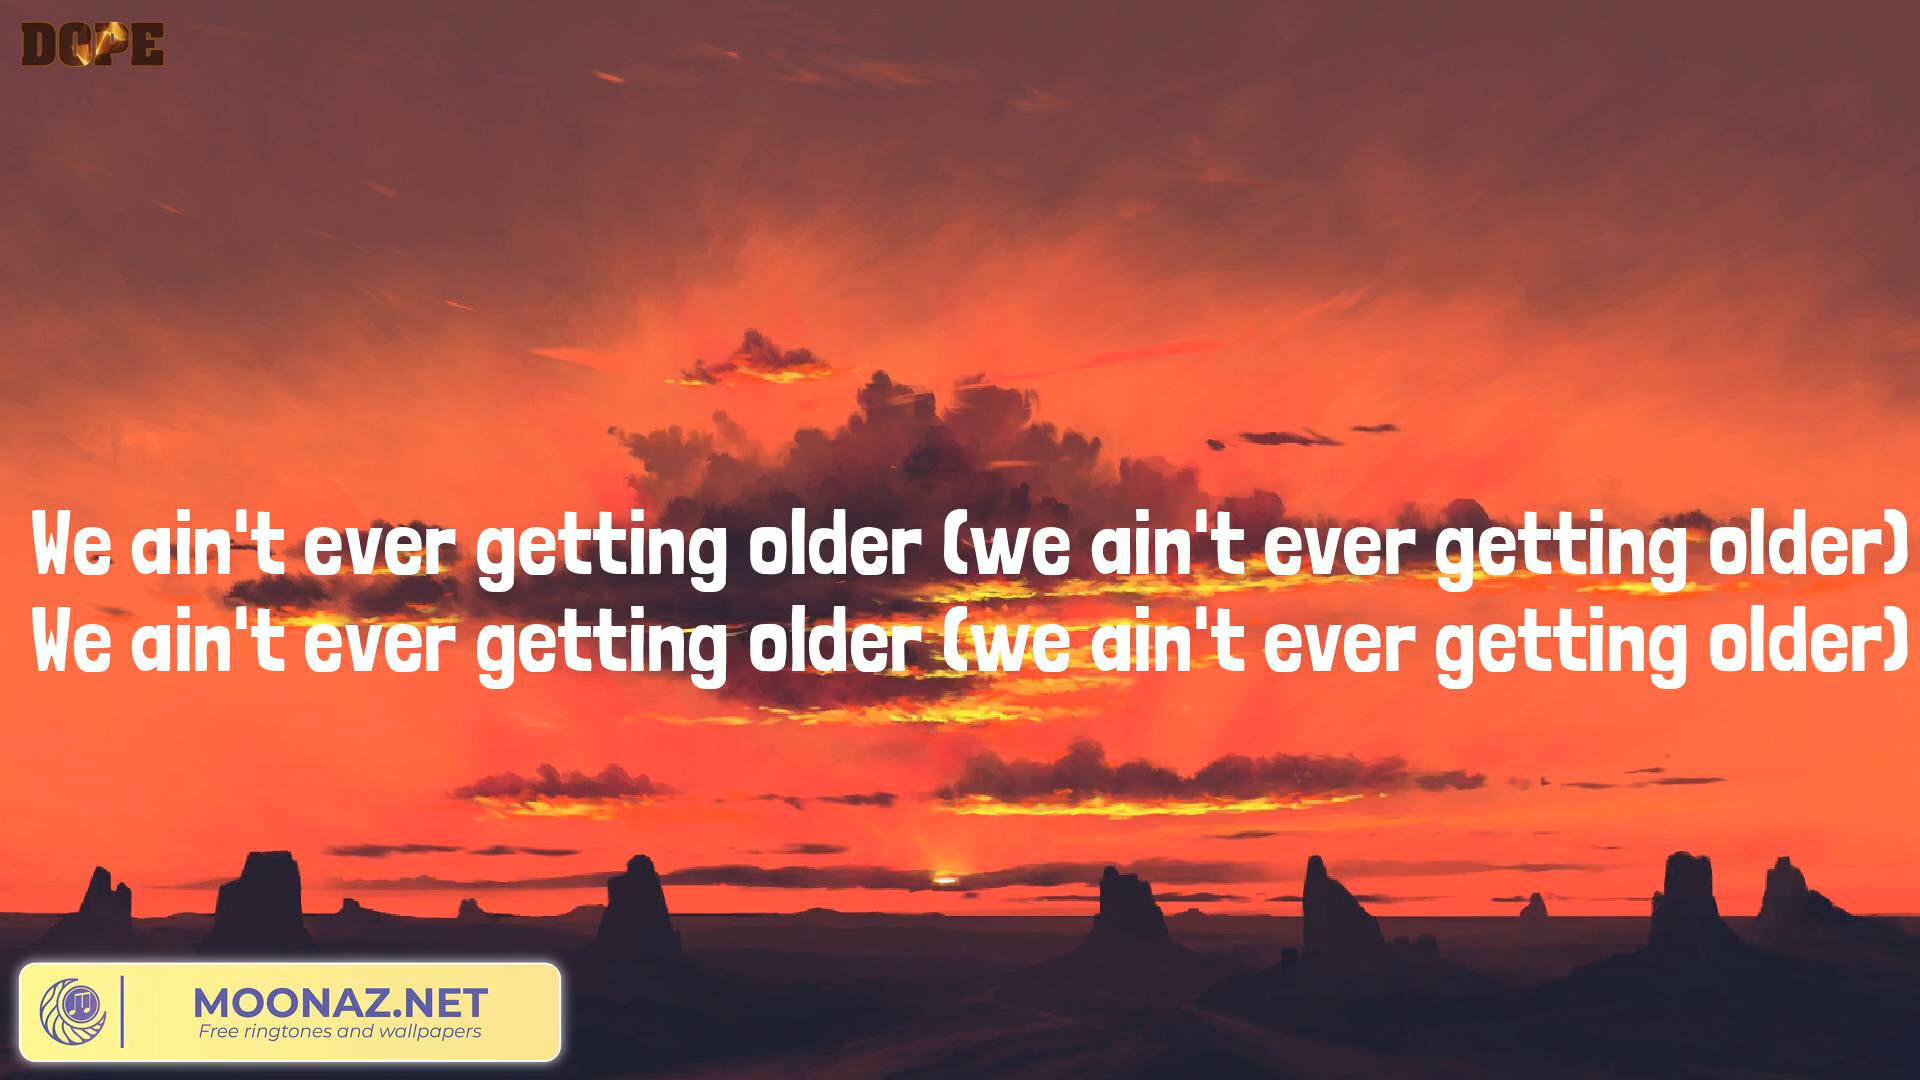 DOPE
We ain't ever getting older (we ain't ever getting older)
We ain't ever getting older (we ain't ever getting older)
MOONAZ.NET
Free ringtones and wallpapers